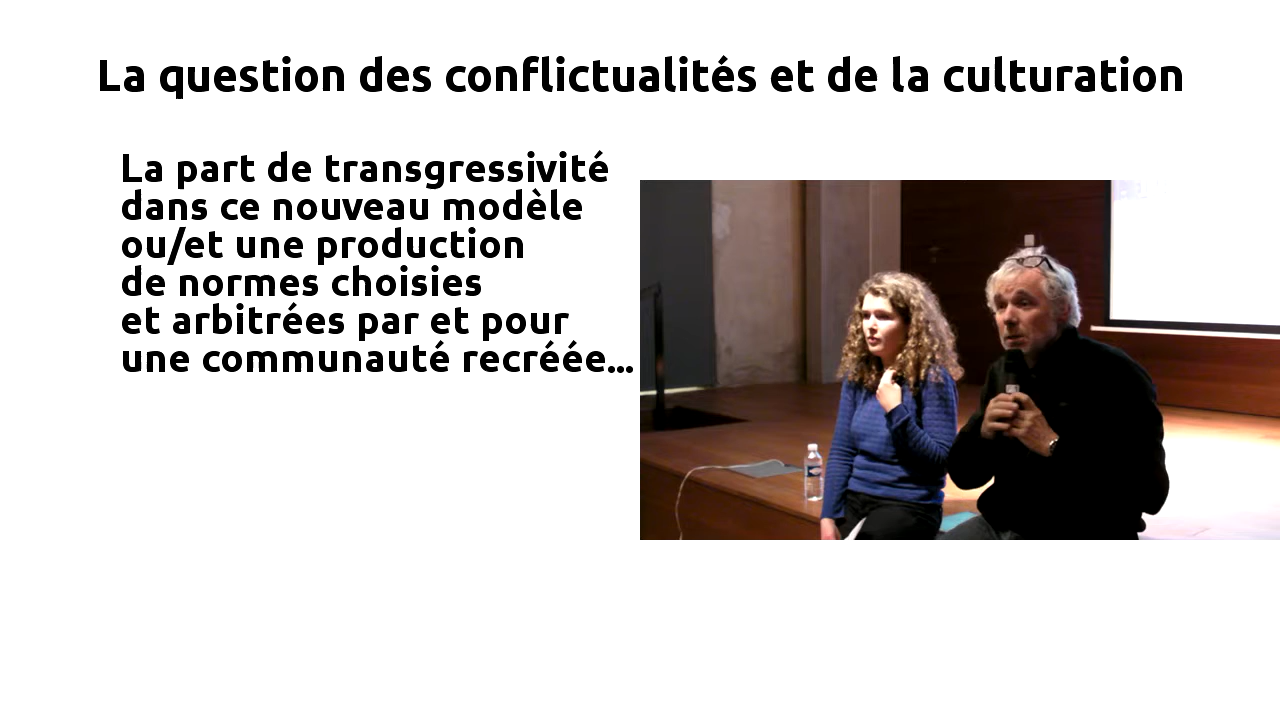 La question des conflictualités et de la culturation
La part de transgressivité
dans ce nouveau modèle
ou/et une production
de normes choisies
et arbitrées par et pour
une communauté recréée...